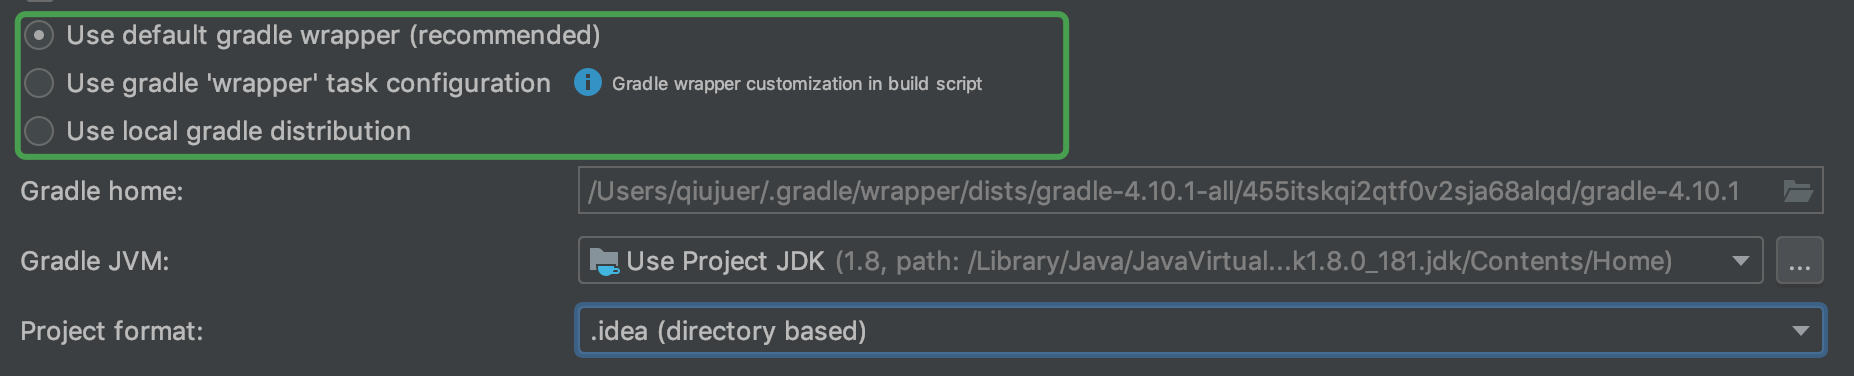 Use default gradle wrapper (recommended)
Use gradle 'wrapper' task configuration Gradle wrapper customization in build script
Use local gradle distribution
Gradle home: /Users/qiujuer/.gradle/wrapper/dists/gradle-4.10.1-all/455itskqi2qtf0v2sja68alqd/gradle-4.10.1
Gradle JVM: Use Project JDK (1.8, path: /Library/Java/JavaVirtual...k1.8.0_181.jdk/Contents/Home) ...
Project format: .idea (directory based)